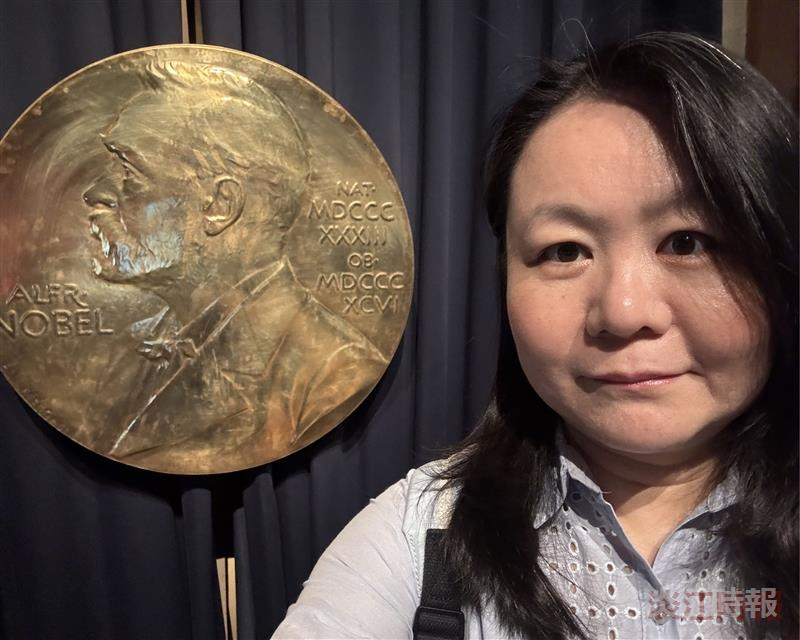 ALFR·
NOBEL
NAT·
MDCCC
XXXIII
OB·
MDCCC
XCVI
淡江時報